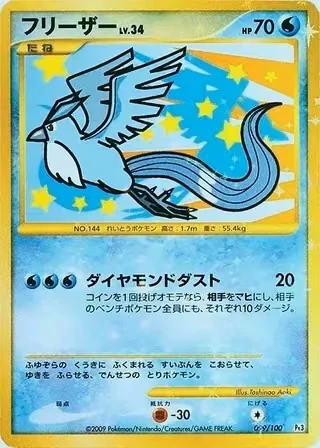 フリーザー LV.34 HP 70
たね
NO.144 れいとうポケモン 高さ：1.7m 重さ：55.4kg
ダイヤモンドダスト 20
コインを1回投げオモテなら、相手をマヒにし、相手
のベンチポケモン全員にも、それぞれ10ダメージ。
ふゆぞらの くうきに ふくまれる すいぶんを こおらせて、
ゆきを ふらせる、でんせつの とりポケモン。
Illus.Toshinao Aoki
弱点 抵抗力 -30 にげる
©2009 Pokémon/Nintendo/Creatures/GAME FREAK.
009/100 Pt3